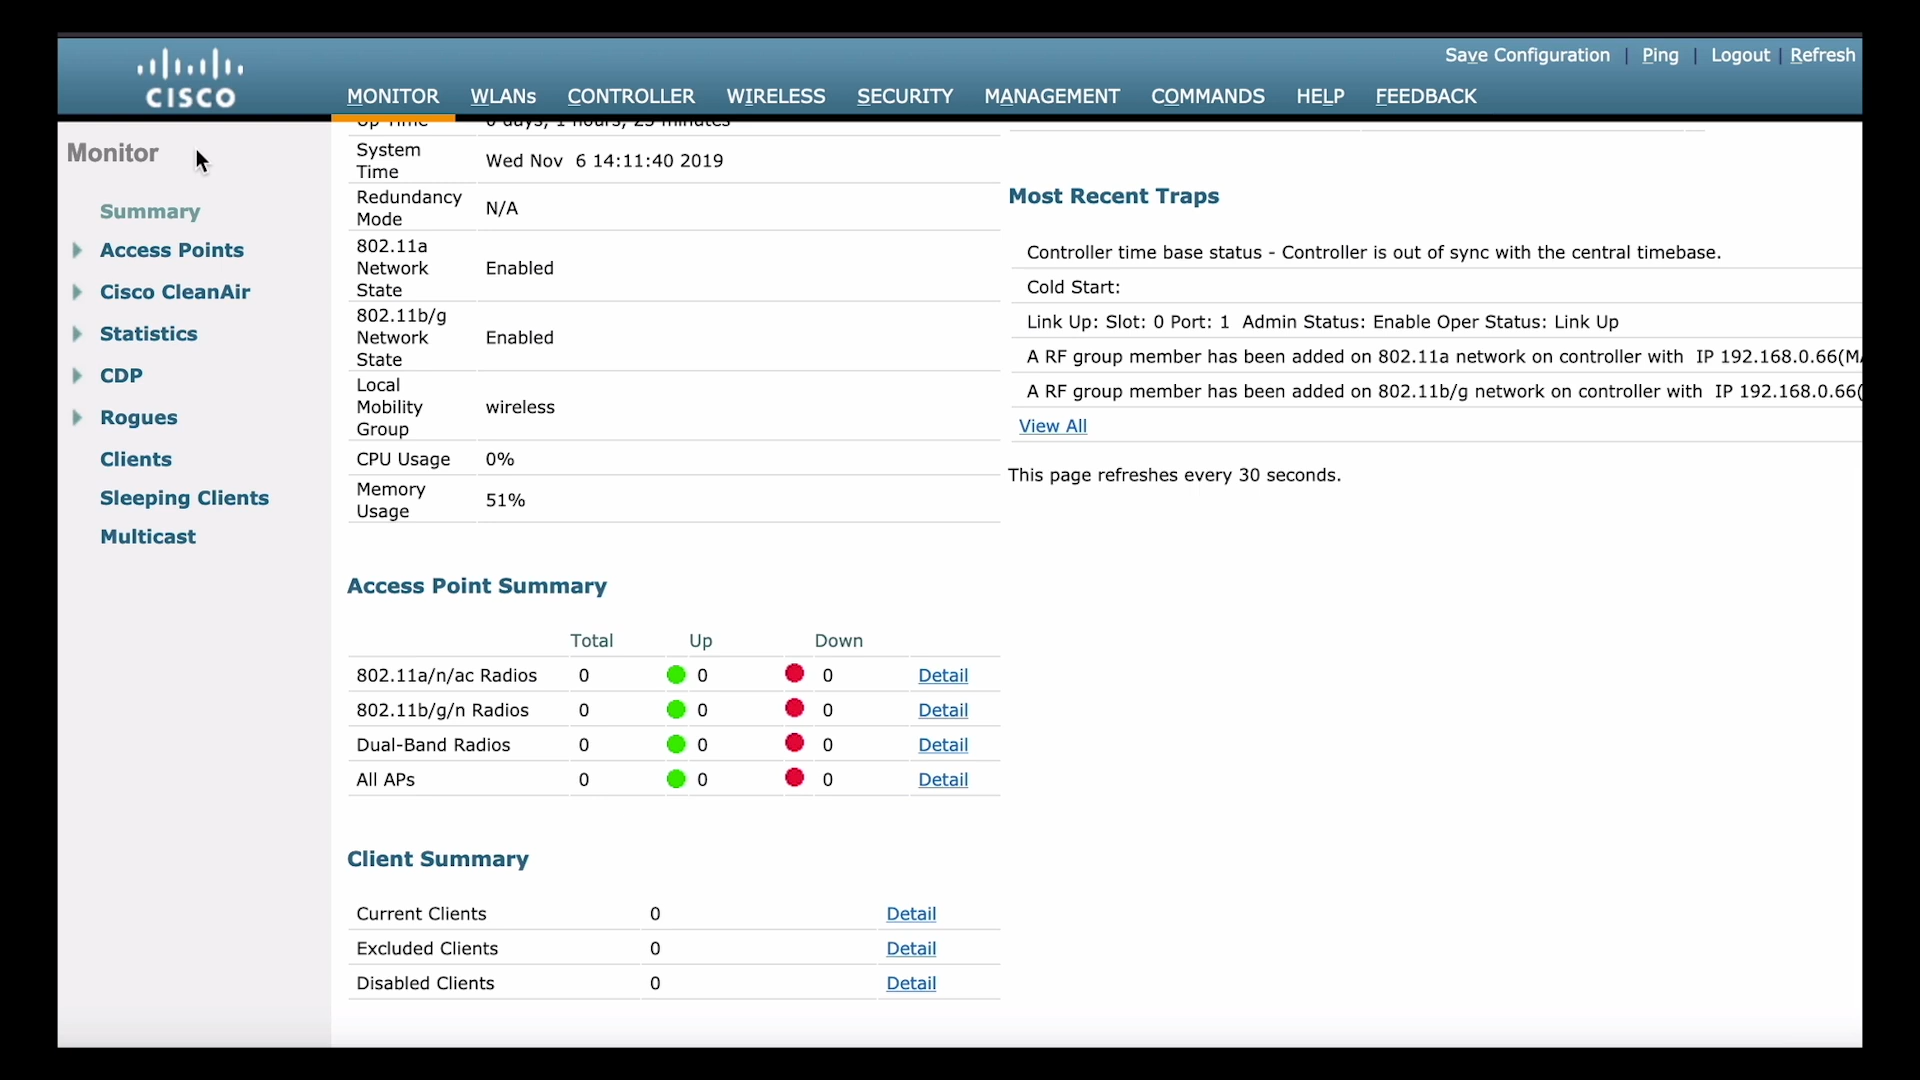 Save Configuration | Ping | Logout | Refresh
CISCO
MONITOR WLANs CONTROLLER WIRELESS SECURITY MANAGEMENT COMMANDS HELP FEEDBACK
Monitor
Summary
Access Points
Cisco CleanAir
Statistics
CDP
Rogues
Clients
Sleeping Clients
Multicast
Up Time 0 days, 1 hours, 25 minutes
System Time Wed Nov 6 14:11:40 2019
Redundancy Mode N/A
802.11a Network State Enabled
802.11b/g Network State Enabled
Local Mobility Group wireless
CPU Usage 0%
Memory Usage 51%
Most Recent Traps
Controller time base status - Controller is out of sync with the central timebase.
Cold Start:
Link Up: Slot: 0 Port: 1 Admin Status: Enable Oper Status: Link Up
A RF group member has been added on 802.11a network on controller with IP 192.168.0.66(M
A RF group member has been added on 802.11b/g network on controller with IP 192.168.0.66(
View All
This page refreshes every 30 seconds.
Access Point Summary
Total Up Down
802.11a/n/ac Radios 0 0 0 Detail
802.11b/g/n Radios 0 0 0 Detail
Dual-Band Radios 0 0 0 Detail
All APs 0 0 0 Detail
Client Summary
Current Clients 0 Detail
Excluded Clients 0 Detail
Disabled Clients 0 Detail